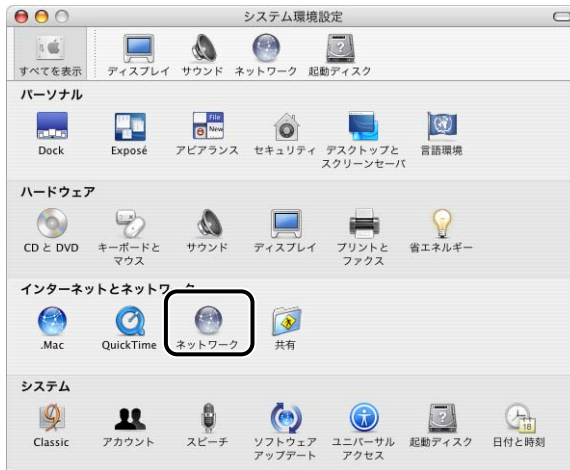 システム環境設定
すべてを表示 ディスプレイ サウンド ネットワーク 起動ディスク
パーソナル
Dock Exposé アピアランス セキュリティ デスクトップと
スクリーンセーバ 言語環境
ハードウェア
CD と DVD キーボードと
マウス サウンド ディスプレイ プリントと
ファクス 省エネルギー
インターネットとネットワーク
.Mac QuickTime ネットワーク 共有
システム
Classic アカウント スピーチ ソフトウェア
アップデート ユニバーサル
アクセス 起動ディスク 日付と時刻
File
New
18